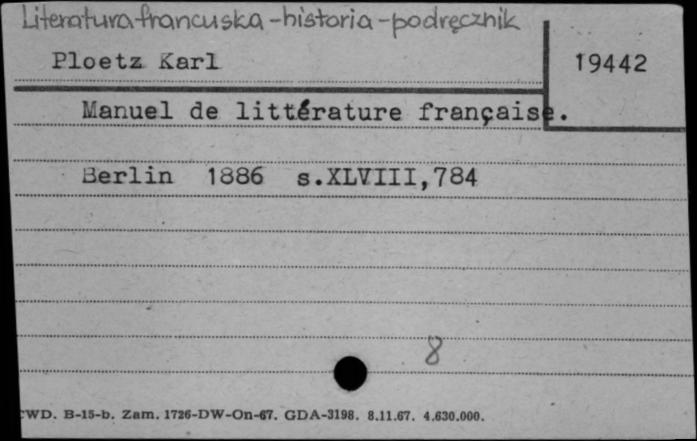 Literatura francuska - historia - podręcznik
Ploetz Karl
19442
Manuel de littérature française.
Berlin 1886 s.XLVIII,784
8
WD. B-15-b. Zam. 1726-DW-On-67. GDA-3198. 8.11.67. 4.630.000.